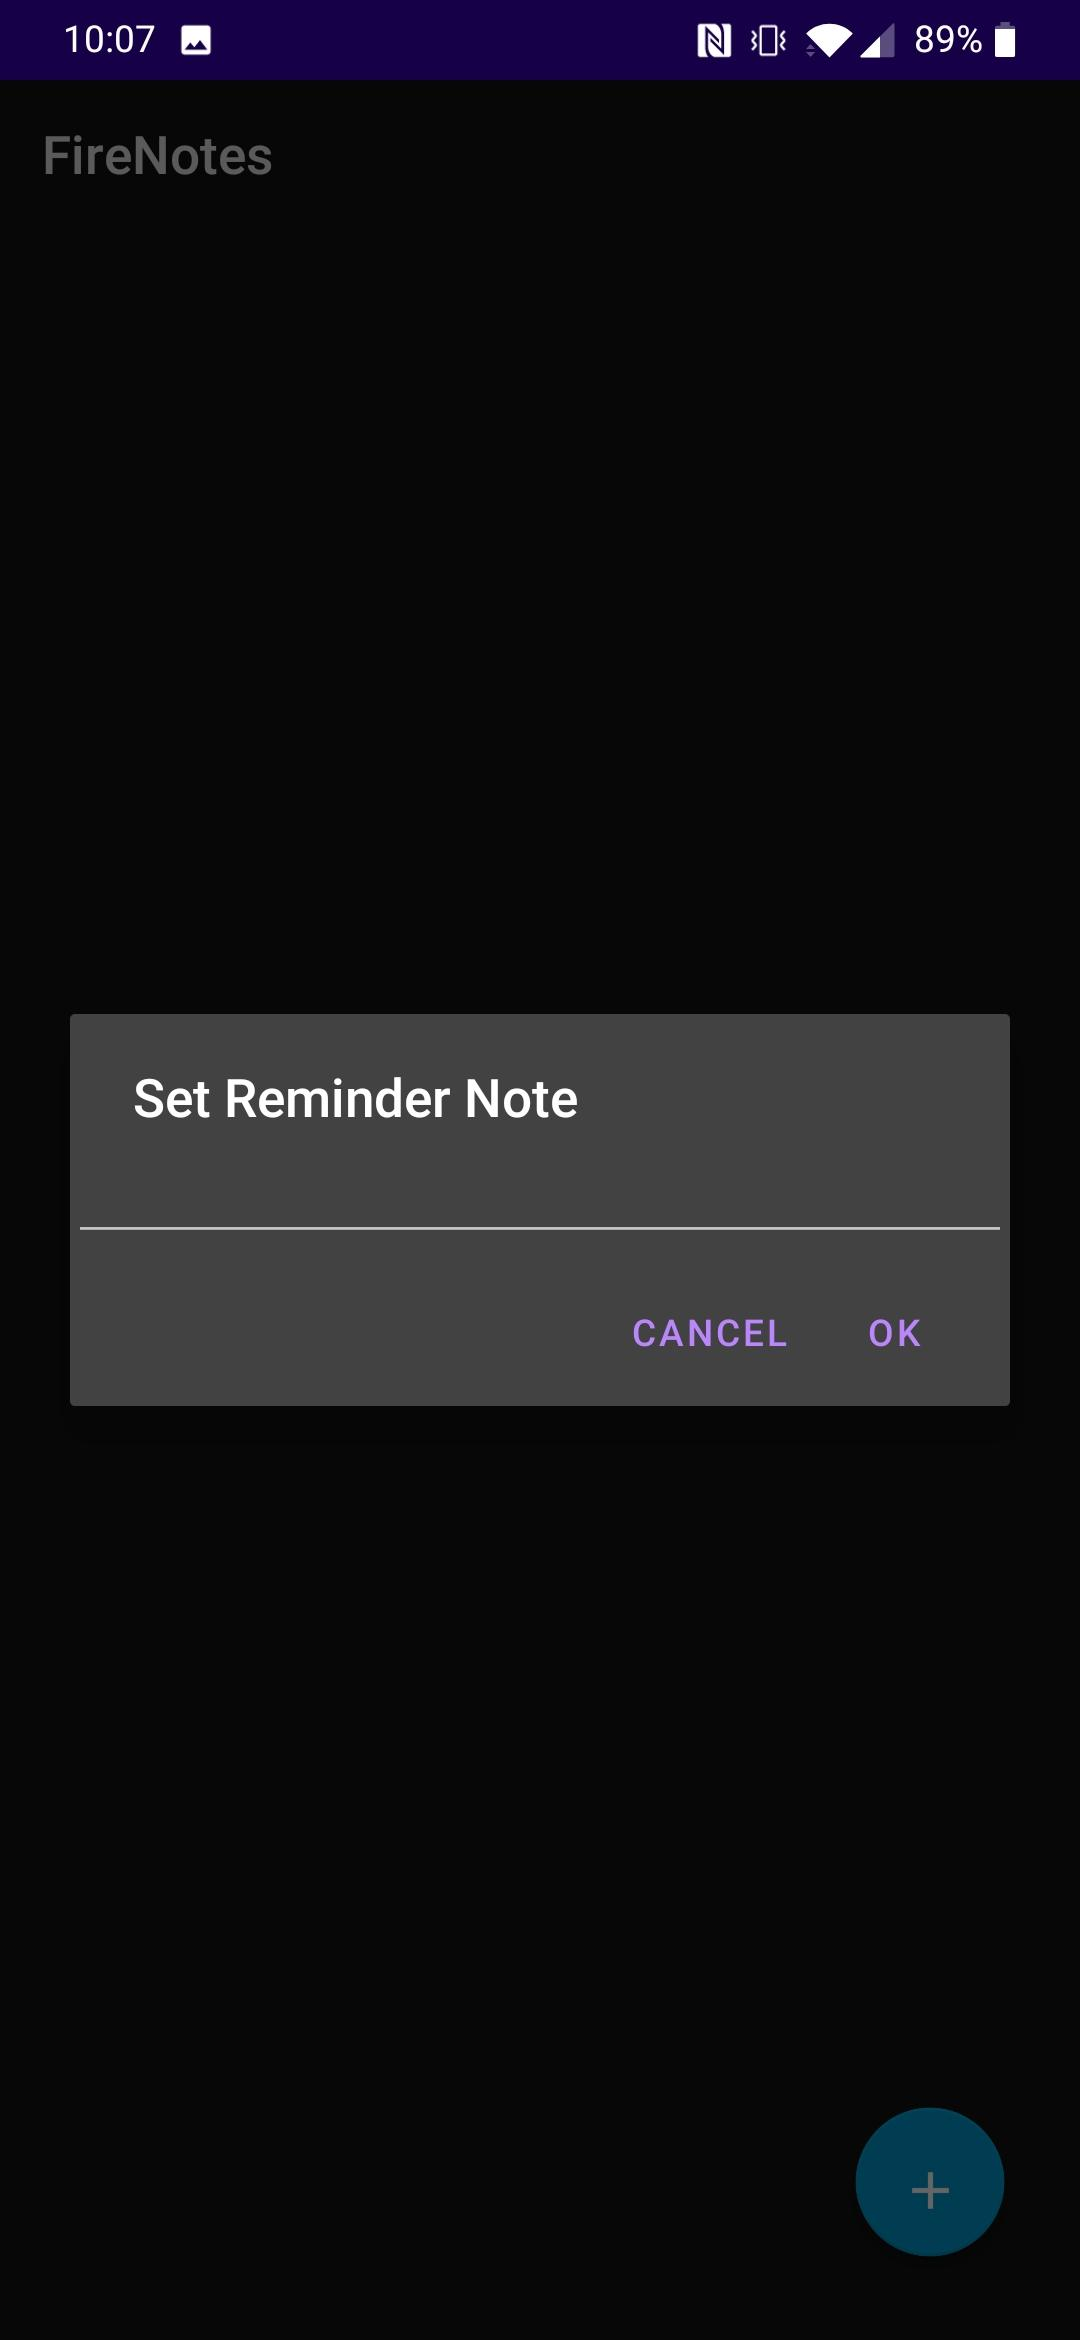 10:07 89%
FireNotes
Set Reminder Note
CANCEL OK